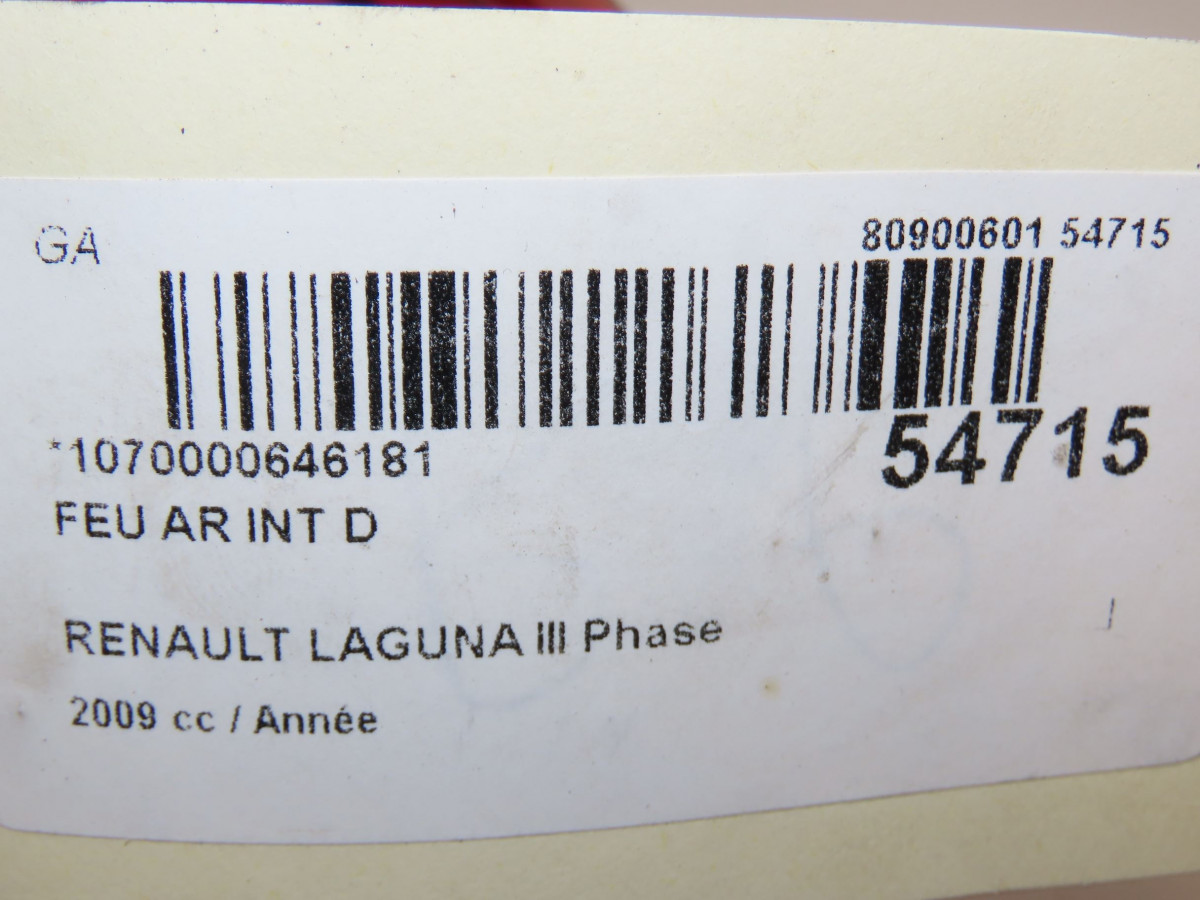 GA
80900601 54715
*1070000646181
54715
FEU AR INT D
RENAULT LAGUNA III Phase
2009 cc / Année